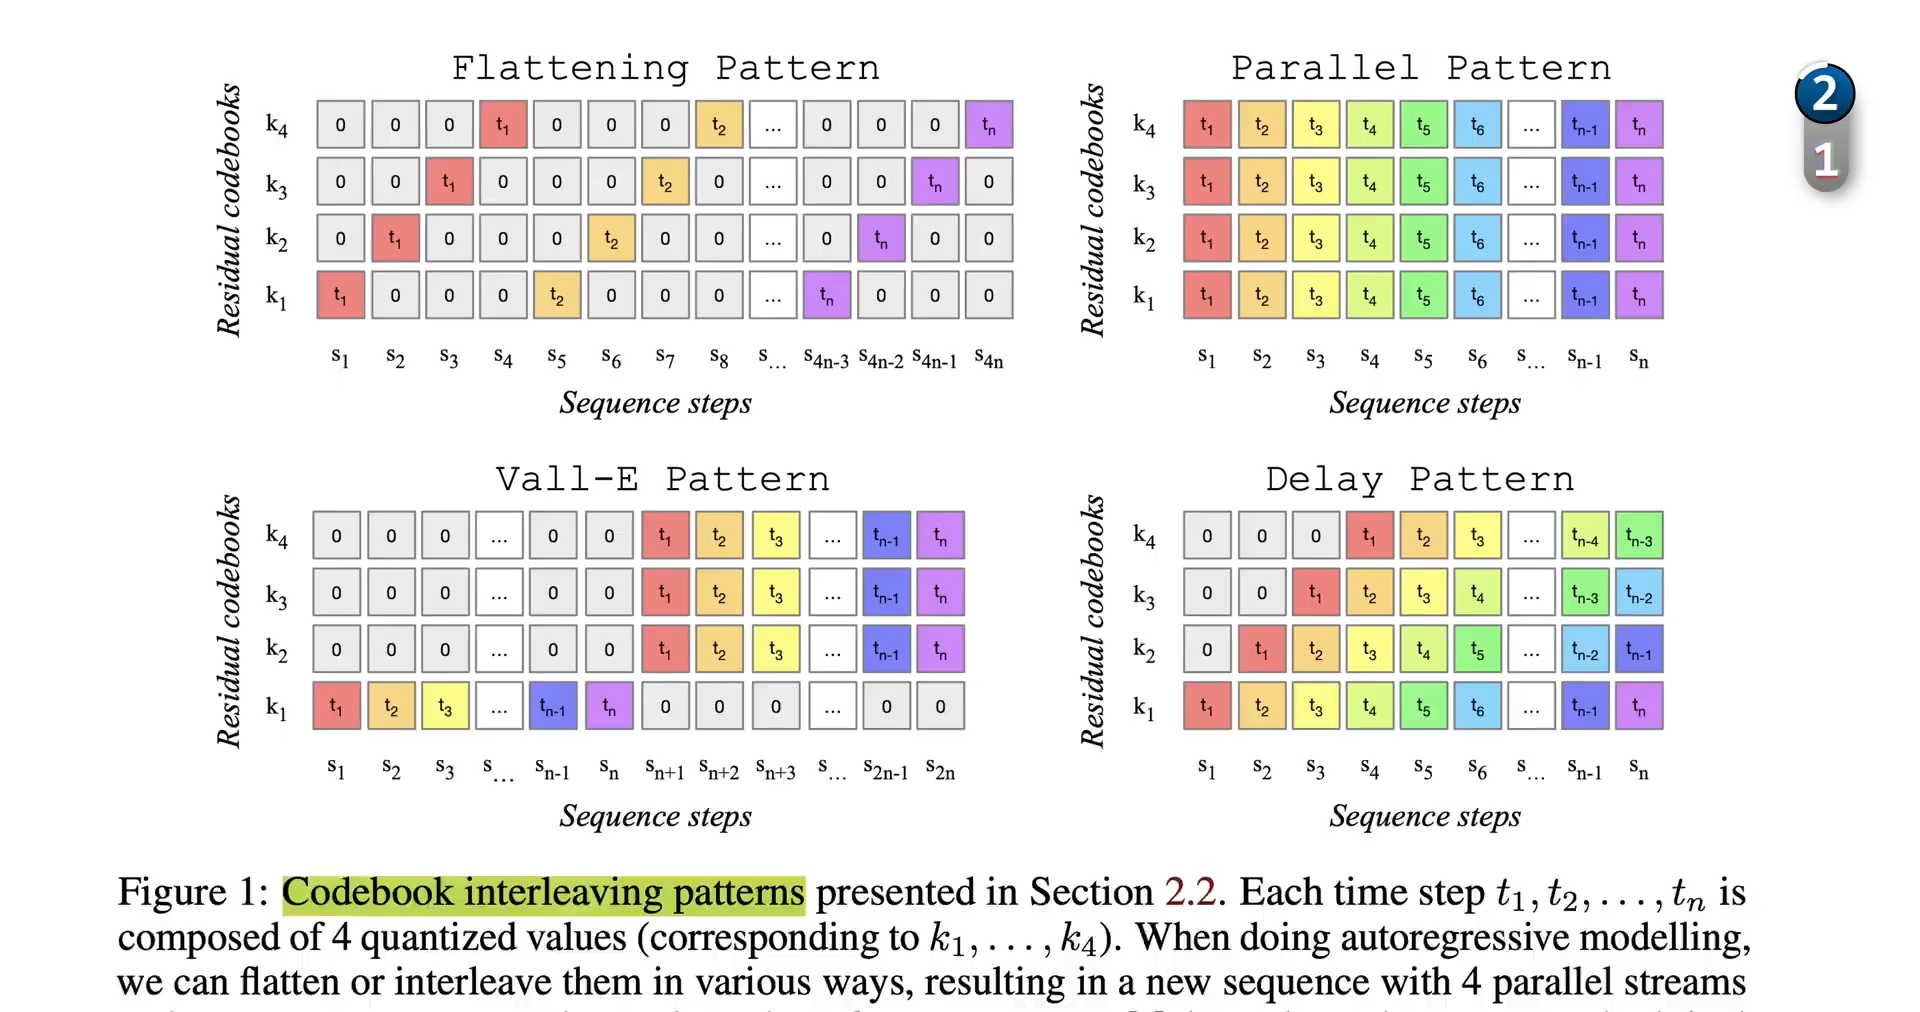 Flattening Pattern
Residual codebooks
k4 0 0 0 t1 0 0 0 t2 ... 0 0 0 tn
k3 0 0 t1 0 0 0 t2 0 ... 0 0 tn 0
k2 0 t1 0 0 0 t2 0 0 ... 0 tn 0 0
k1 t1 0 0 0 t2 0 0 0 ... tn 0 0 0
s1 s2 s3 s4 s5 s6 s7 s8 s... s4n-3 s4n-2 s4n-1 s4n
Sequence steps
Parallel Pattern
Residual codebooks
k4 t1 t2 t3 t4 t5 t6 ... tn-1 tn
k3 t1 t2 t3 t4 t5 t6 ... tn-1 tn
k2 t1 t2 t3 t4 t5 t6 ... tn-1 tn
k1 t1 t2 t3 t4 t5 t6 ... tn-1 tn
s1 s2 s3 s4 s5 s6 s... sn-1 sn
Sequence steps
2
1
Vall-E Pattern
Residual codebooks
k4 0 0 0 ... 0 0 t1 t2 t3 ... tn-1 tn
k3 0 0 0 ... 0 0 t1 t2 t3 ... tn-1 tn
k2 0 0 0 ... 0 0 t1 t2 t3 ... tn-1 tn
k1 t1 t2 t3 ... tn-1 tn 0 0 0 ... 0 0
s1 s2 s3 s... sn-1 sn sn+1 sn+2 sn+3 s... s2n-1 s2n
Sequence steps
Delay Pattern
Residual codebooks
k4 0 0 0 t1 t2 t3 ... tn-4 tn-3
k3 0 0 t1 t2 t3 t4 ... tn-3 tn-2
k2 0 t1 t2 t3 t4 t5 ... tn-2 tn-1
k1 t1 t2 t3 t4 t5 t6 ... tn-1 tn
s1 s2 s3 s4 s5 s6 s... sn-1 sn
Sequence steps
Figure 1: Codebook interleaving patterns presented in Section 2.2. Each time step t1, t2, . . . , tn is
composed of 4 quantized values (corresponding to k1, . . . , k4). When doing autoregressive modelling,
we can flatten or interleave them in various ways, resulting in a new sequence with 4 parallel streams